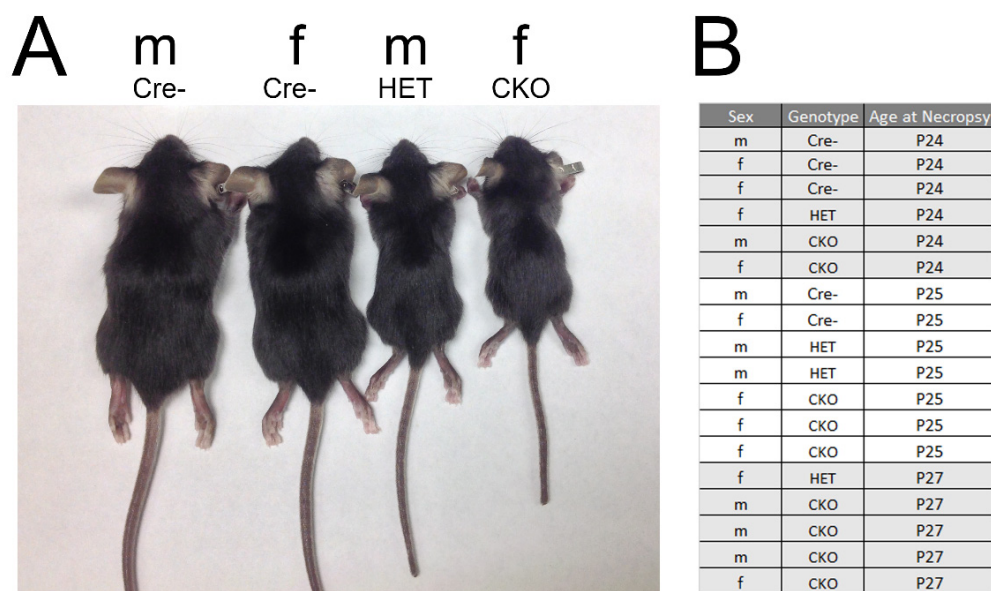 A m f m f B
Cre- Cre- HET CKO
Sex Genotype Age at Necropsy
m Cre- P24
f Cre- P24
f Cre- P24
f HET P24
m CKO P24
f CKO P24
m Cre- P25
f Cre- P25
m HET P25
m HET P25
f CKO P25
f CKO P25
f CKO P25
f HET P27
m CKO P27
m CKO P27
m CKO P27
f CKO P27